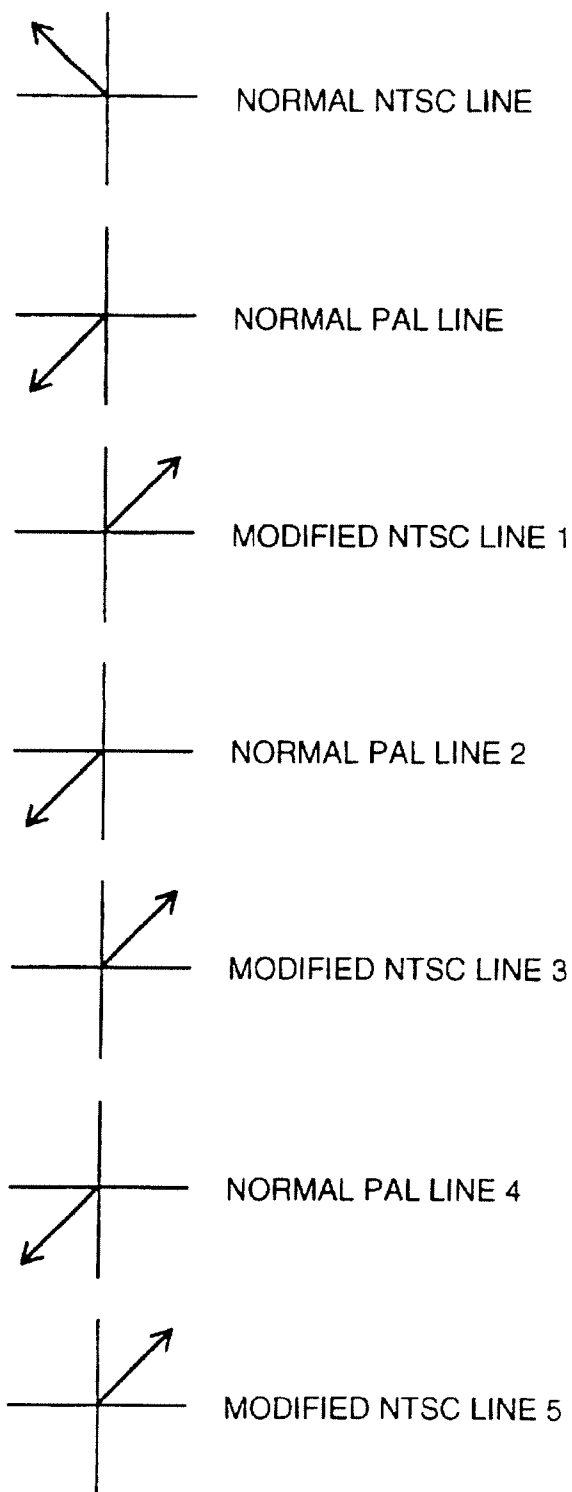 NORMAL NTSC LINE
NORMAL PAL LINE
MODIFIED NTSC LINE 1
NORMAL PAL LINE 2
MODIFIED NTSC LINE 3
NORMAL PAL LINE 4
MODIFIED NTSC LINE 5